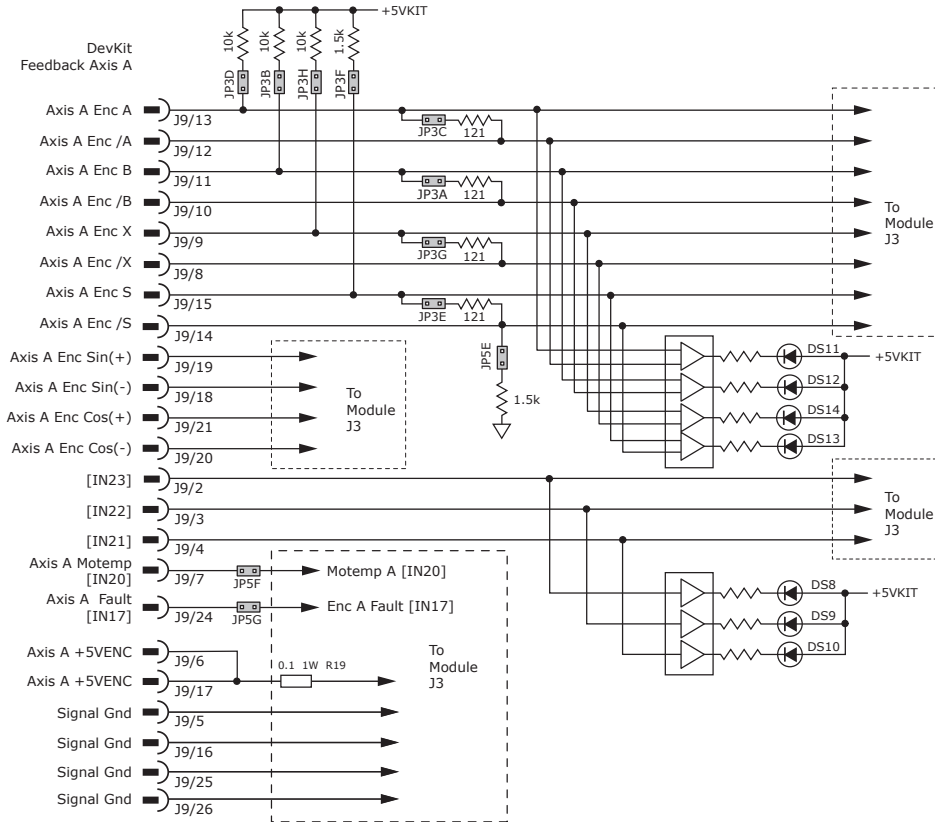 +5VKIT
10k
10k
10k
1.5k
DevKit
Feedback Axis A
JP3D
JP3B
JP3H
JP3F
Axis A Enc A
J9/13
JP3C
121
Axis A Enc /A
J9/12
Axis A Enc B
J9/11
JP3A
121
Axis A Enc /B
J9/10
To
Module
J3
Axis A Enc X
J9/9
JP3G
121
Axis A Enc /X
J9/8
Axis A Enc S
J9/15
JP3E
121
Axis A Enc /S
J9/14
JP5E
1.5k
Axis A Enc Sin(+)
J9/19
Axis A Enc Sin(-)
J9/18
Axis A Enc Cos(+)
J9/21
Axis A Enc Cos(-)
J9/20
To
Module
J3
DS11
+5VKIT
DS12
DS14
DS13
[IN23]
J9/2
[IN22]
J9/3
[IN21]
J9/4
To
Module
J3
Axis A Motemp
[IN20]
J9/7
JP5F
Motemp A [IN20]
Axis A Fault
[IN17]
J9/24
JP5G
Enc A Fault [IN17]
DS8
+5VKIT
DS9
DS10
Axis A +5VENC
J9/6
Axis A +5VENC
J9/17
0.1 1W R19
To
Module
J3
Signal Gnd
J9/5
Signal Gnd
J9/16
Signal Gnd
J9/25
Signal Gnd
J9/26